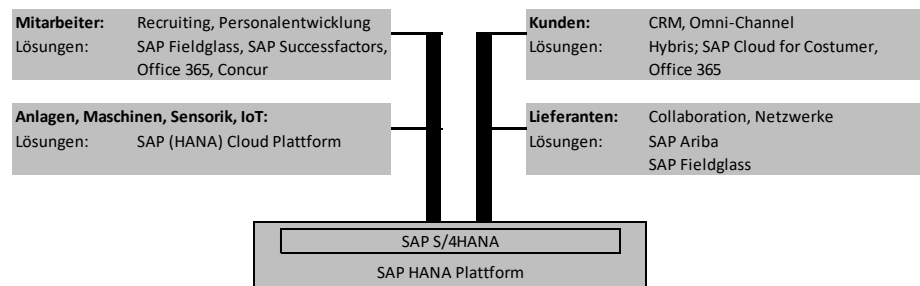 Mitarbeiter: Recruiting, Personalentwicklung
Lösungen: SAP Fieldglass, SAP Successfactors,
Office 365, Concur
Anlagen, Maschinen, Sensorik, IoT:
Lösungen: SAP (HANA) Cloud Plattform
Kunden: CRM, Omni-Channel
Lösungen: Hybris; SAP Cloud for Costumer,
Office 365
Lieferanten: Collaboration, Netzwerke
Lösungen: SAP Ariba
SAP Fieldglass
SAP S/4HANA
SAP HANA Plattform